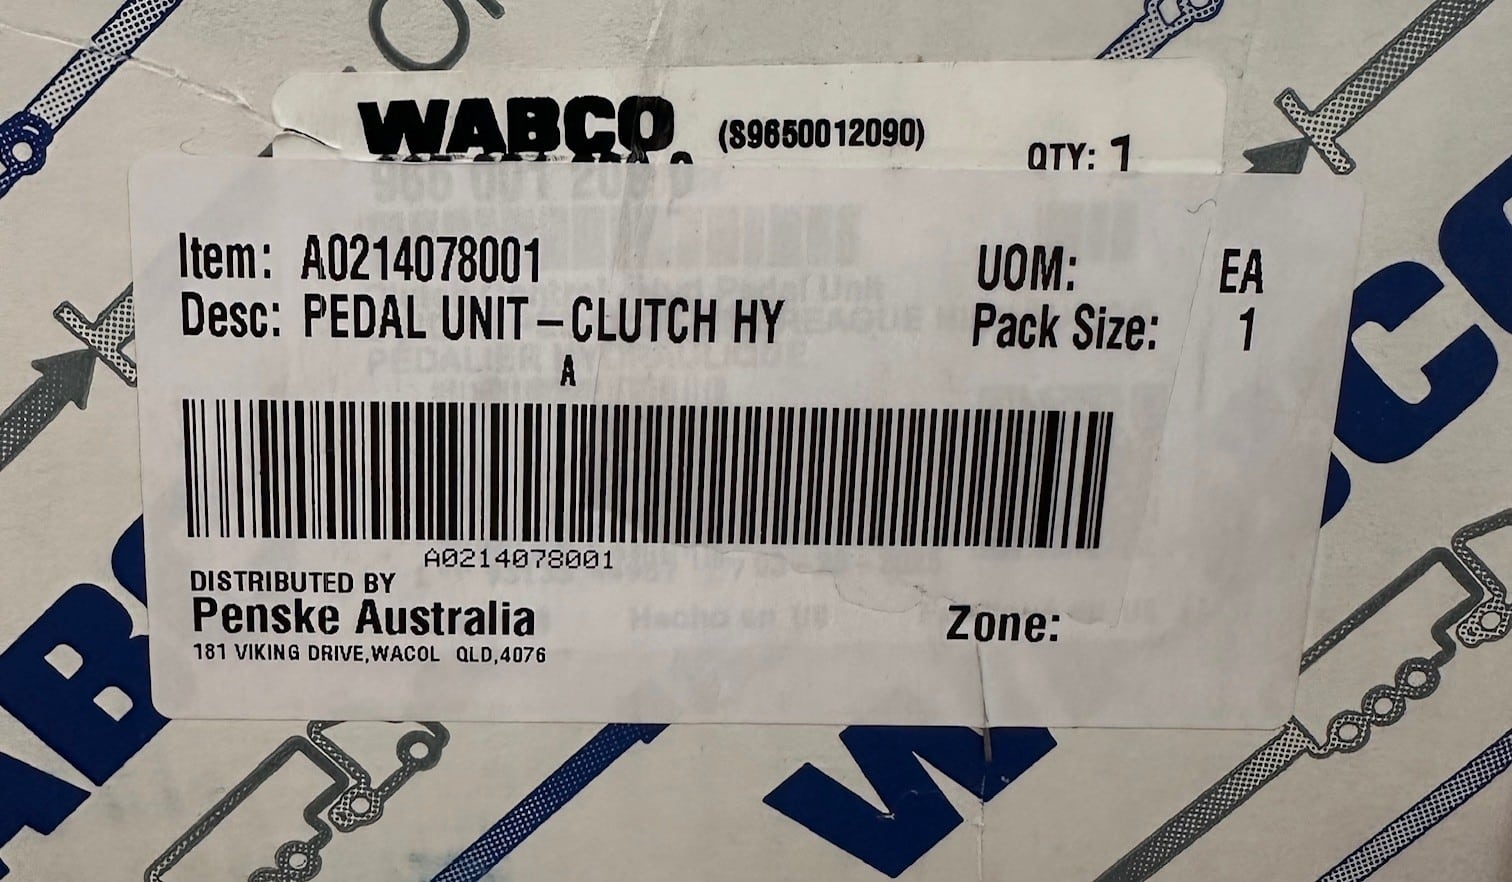 WABCO (S9650012090) QTY: 1
Item: A0214078001 UOM: EA
Desc: PEDAL UNIT-CLUTCH HY Pack Size: 1
A
A0214078001
DISTRIBUTED BY
Penske Australia
181 VIKING DRIVE,WACOL QLD,4076
Zone: